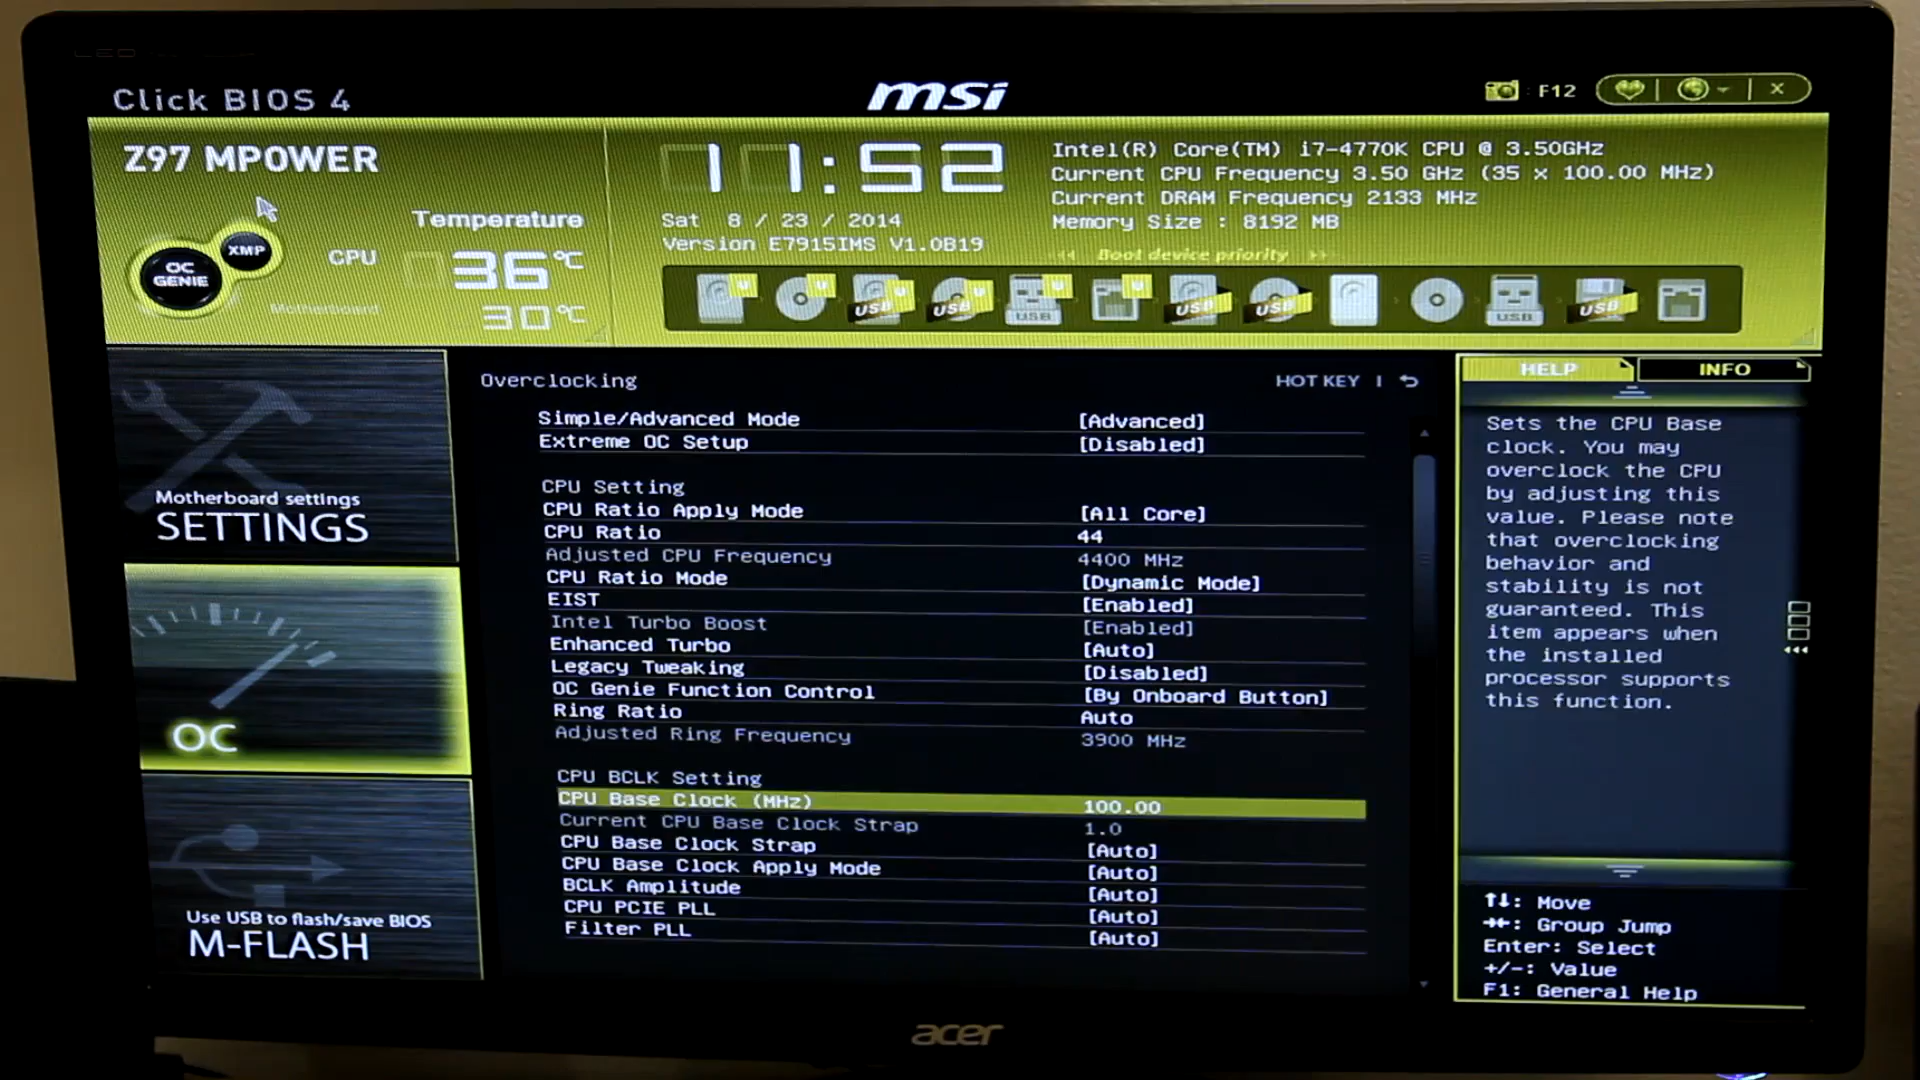 Click BIOS 4
msi
F12
Z97 MPOWER
OC GENIE
XMP
Temperature
CPU 36°C
Motherboard 30°C
11:52
Sat 8 / 23 / 2014
Version E7915IMS V1.0B19
Intel(R) Core(TM) i7-4770K CPU @ 3.50GHz
Current CPU Frequency 3.50 GHz (35 x 100.00 MHz)
Current DRAM Frequency 2133 MHz
Memory Size : 8192 MB
Boot device priority
U U USB U USB U USB U U USB USB USB USB
Motherboard settings
SETTINGS
OC
Use USB to flash/save BIOS
M-FLASH
Overclocking
HOT KEY |
Simple/Advanced Mode [Advanced]
Extreme OC Setup [Disabled]
CPU Setting
CPU Ratio Apply Mode [All Core]
CPU Ratio 44
Adjusted CPU Frequency 4400 MHz
CPU Ratio Mode [Dynamic Mode]
EIST [Enabled]
Intel Turbo Boost [Enabled]
Enhanced Turbo [Auto]
Legacy Tweaking [Disabled]
OC Genie Function Control [By Onboard Button]
Ring Ratio Auto
Adjusted Ring Frequency 3900 MHz
CPU BCLK Setting
CPU Base Clock (MHz) 100.00
Current CPU Base Clock Strap 1.0
CPU Base Clock Strap [Auto]
CPU Base Clock Apply Mode [Auto]
BCLK Amplitude [Auto]
CPU PCIE PLL [Auto]
Filter PLL [Auto]
HELP
INFO
Sets the CPU Base
clock. You may
overclock the CPU
by adjusting this
value. Please note
that overclocking
behavior and
stability is not
guaranteed. This
item appears when
the installed
processor supports
this function.
↑↓: Move
→←: Group Jump
Enter: Select
+/-: Value
F1: General Help
acer